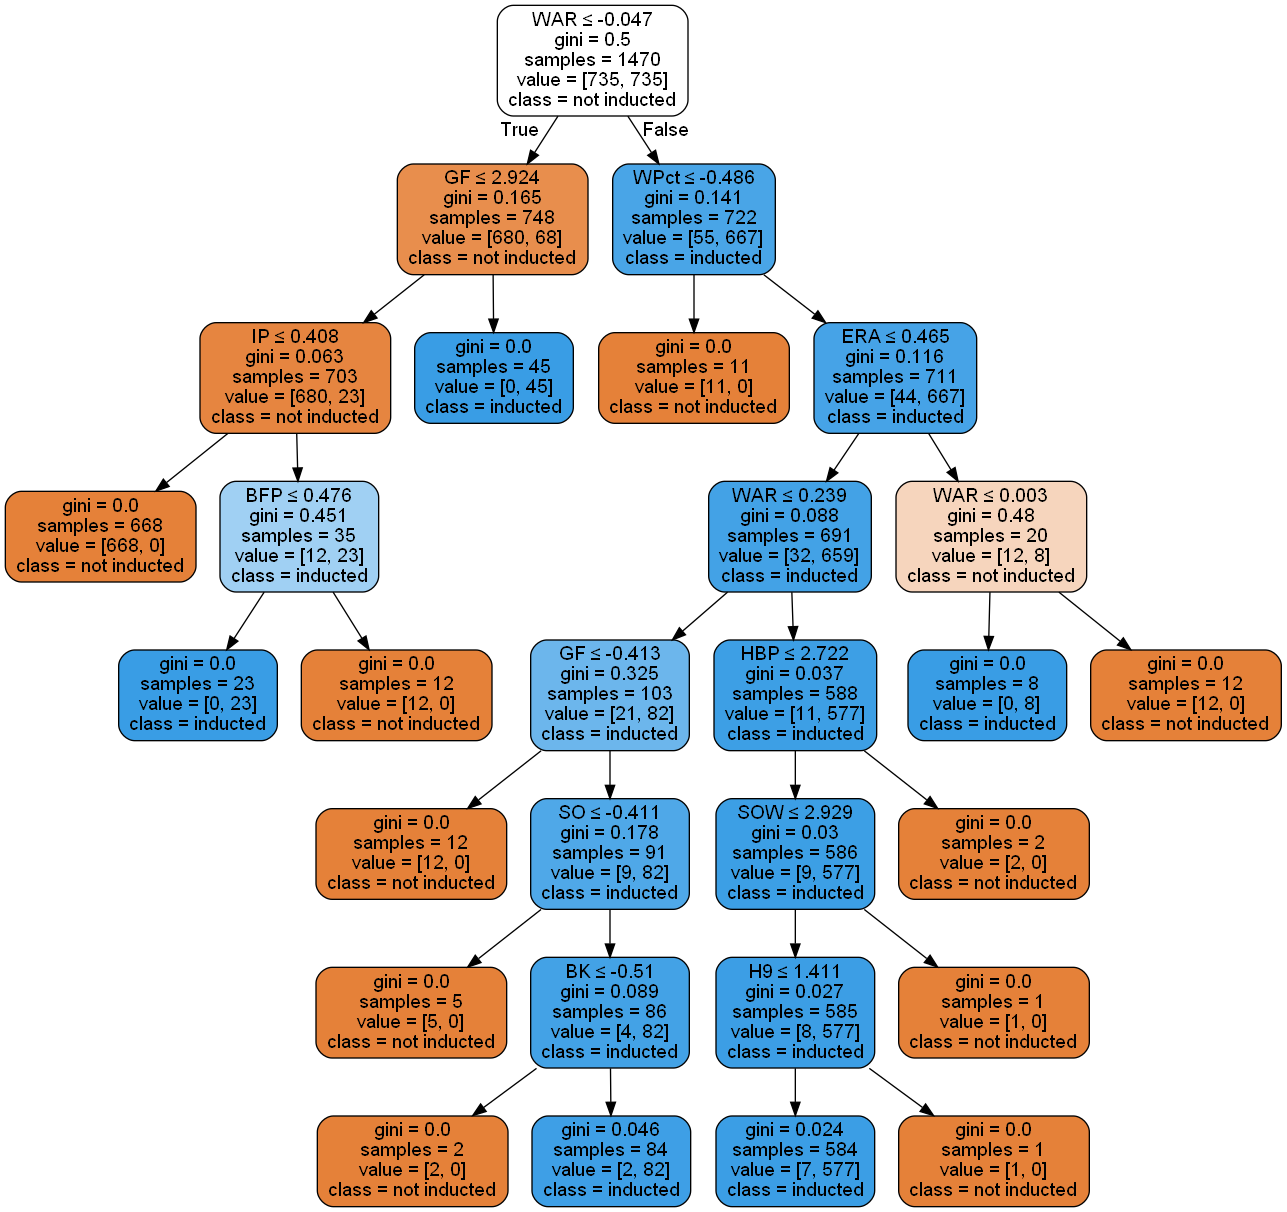 WAR ≤ -0.047
gini = 0.5
samples = 1470
value = [735, 735]
class = not inducted
True
False
GF ≤ 2.924
gini = 0.165
samples = 748
value = [680, 68]
class = not inducted
WPct ≤ -0.486
gini = 0.141
samples = 722
value = [55, 667]
class = inducted
IP ≤ 0.408
gini = 0.063
samples = 703
value = [680, 23]
class = not inducted
gini = 0.0
samples = 45
value = [0, 45]
class = inducted
gini = 0.0
samples = 11
value = [11, 0]
class = not inducted
ERA ≤ 0.465
gini = 0.116
samples = 711
value = [44, 667]
class = inducted
gini = 0.0
samples = 668
value = [668, 0]
class = not inducted
BFP ≤ 0.476
gini = 0.451
samples = 35
value = [12, 23]
class = inducted
WAR ≤ 0.239
gini = 0.088
samples = 691
value = [32, 659]
class = inducted
WAR ≤ 0.003
gini = 0.48
samples = 20
value = [12, 8]
class = not inducted
gini = 0.0
samples = 23
value = [0, 23]
class = inducted
gini = 0.0
samples = 12
value = [12, 0]
class = not inducted
GF ≤ -0.413
gini = 0.325
samples = 103
value = [21, 82]
class = inducted
HBP ≤ 2.722
gini = 0.037
samples = 588
value = [11, 577]
class = inducted
gini = 0.0
samples = 8
value = [0, 8]
class = inducted
gini = 0.0
samples = 12
value = [12, 0]
class = not inducted
gini = 0.0
samples = 12
value = [12, 0]
class = not inducted
SO ≤ -0.411
gini = 0.178
samples = 91
value = [9, 82]
class = inducted
SOW ≤ 2.929
gini = 0.03
samples = 586
value = [9, 577]
class = inducted
gini = 0.0
samples = 2
value = [2, 0]
class = not inducted
gini = 0.0
samples = 5
value = [5, 0]
class = not inducted
BK ≤ -0.51
gini = 0.089
samples = 86
value = [4, 82]
class = inducted
H9 ≤ 1.411
gini = 0.027
samples = 585
value = [8, 577]
class = inducted
gini = 0.0
samples = 1
value = [1, 0]
class = not inducted
gini = 0.0
samples = 2
value = [2, 0]
class = not inducted
gini = 0.046
samples = 84
value = [2, 82]
class = inducted
gini = 0.024
samples = 584
value = [7, 577]
class = inducted
gini = 0.0
samples = 1
value = [1, 0]
class = not inducted